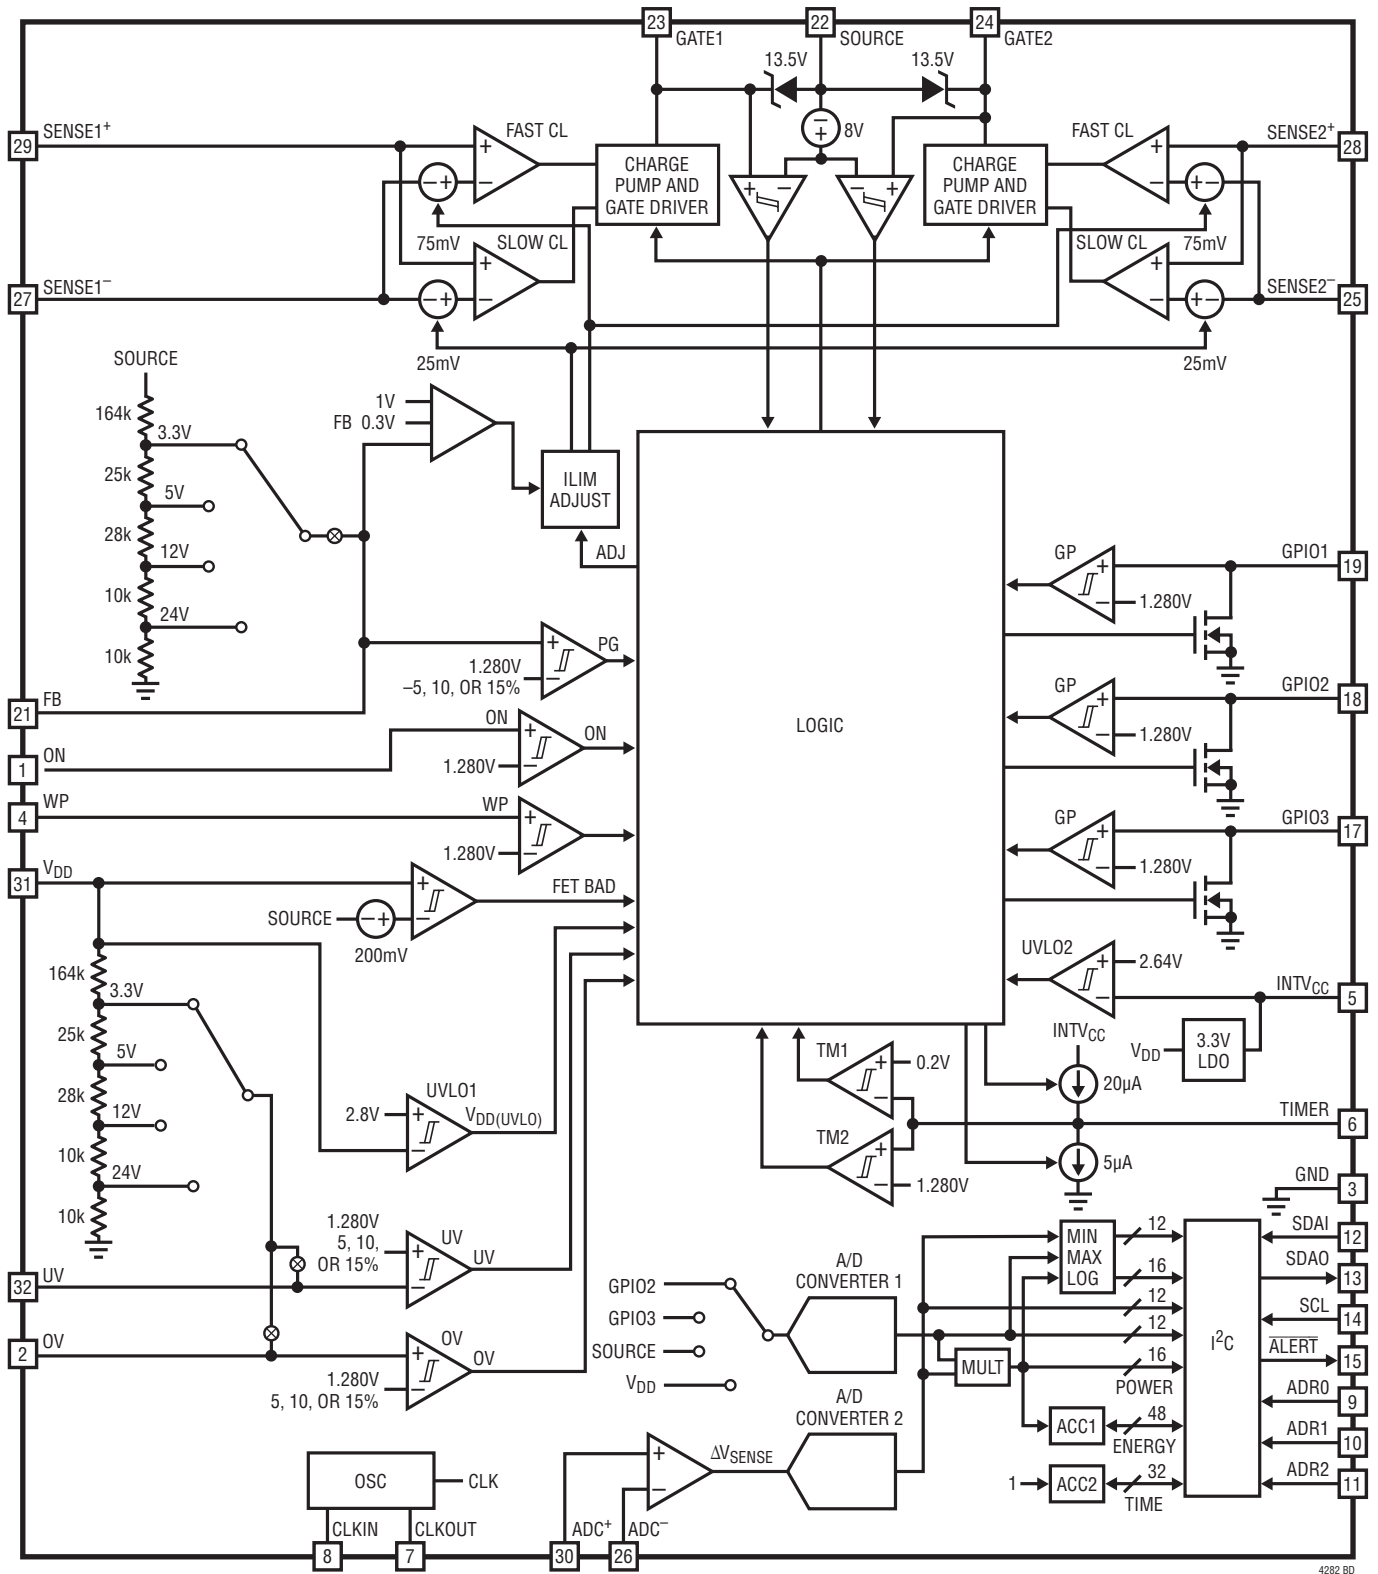 23
GATE1
22
SOURCE
24
GATE2
13.5V
13.5V
−
+
8V
29
SENSE1+
FAST CL
+
−
−+
75mV
CHARGE
PUMP AND
GATE DRIVER
+
−
−
+
CHARGE
PUMP AND
GATE DRIVER
FAST CL
+
−
+−
75mV
SENSE2+
28
SLOW CL
+
−
−+
25mV
27
SENSE1−
SLOW CL
+
−
+−
25mV
SENSE2−
25
SOURCE
164k
3.3V
25k
5V
28k
12V
10k
24V
10k
1V
FB 0.3V
ILIM
ADJUST
ADJ
+
−
PG
1.280V
−5, 10, OR 15%
21
FB
1
ON
ON
+
−
ON
1.280V
4
WP
WP
+
−
1.280V
31
VDD
+
−
FET BAD
SOURCE
−+
200mV
LOGIC
GP
+
−
1.280V
GPIO1
19
GP
+
−
1.280V
GPIO2
18
GP
+
−
1.280V
GPIO3
17
UVLO2
+
−
2.64V
INTVCC
5
VDD
3.3V
LDO
164k
3.3V
25k
5V
28k
12V
10k
24V
10k
UVLO1
2.8V
+
−
VDD(UVLO)
1.280V
5, 10,
OR 15%
UV
+
−
UV
32
UV
2
OV
OV
+
−
OV
1.280V
5, 10, OR 15%
TM1
+
−
0.2V
TM2
+
−
1.280V
INTVCC
20µA
5µA
TIMER
6
GND
3
GPIO2
GPIO3
SOURCE
VDD
A/D
CONVERTER 1
A/D
CONVERTER 2
MIN
MAX
LOG
12
16
12
12
16
POWER
MULT
ACC1
48
ENERGY
1
ACC2
32
TIME
I2C
SDAI
12
SDAO
13
SCL
14
ALERT
15
ADR0
9
ADR1
10
ADR2
11
OSC
CLK
CLKIN
8
CLKOUT
7
+
−
∆VSENSE
ADC+
30
ADC−
26
4282 BD